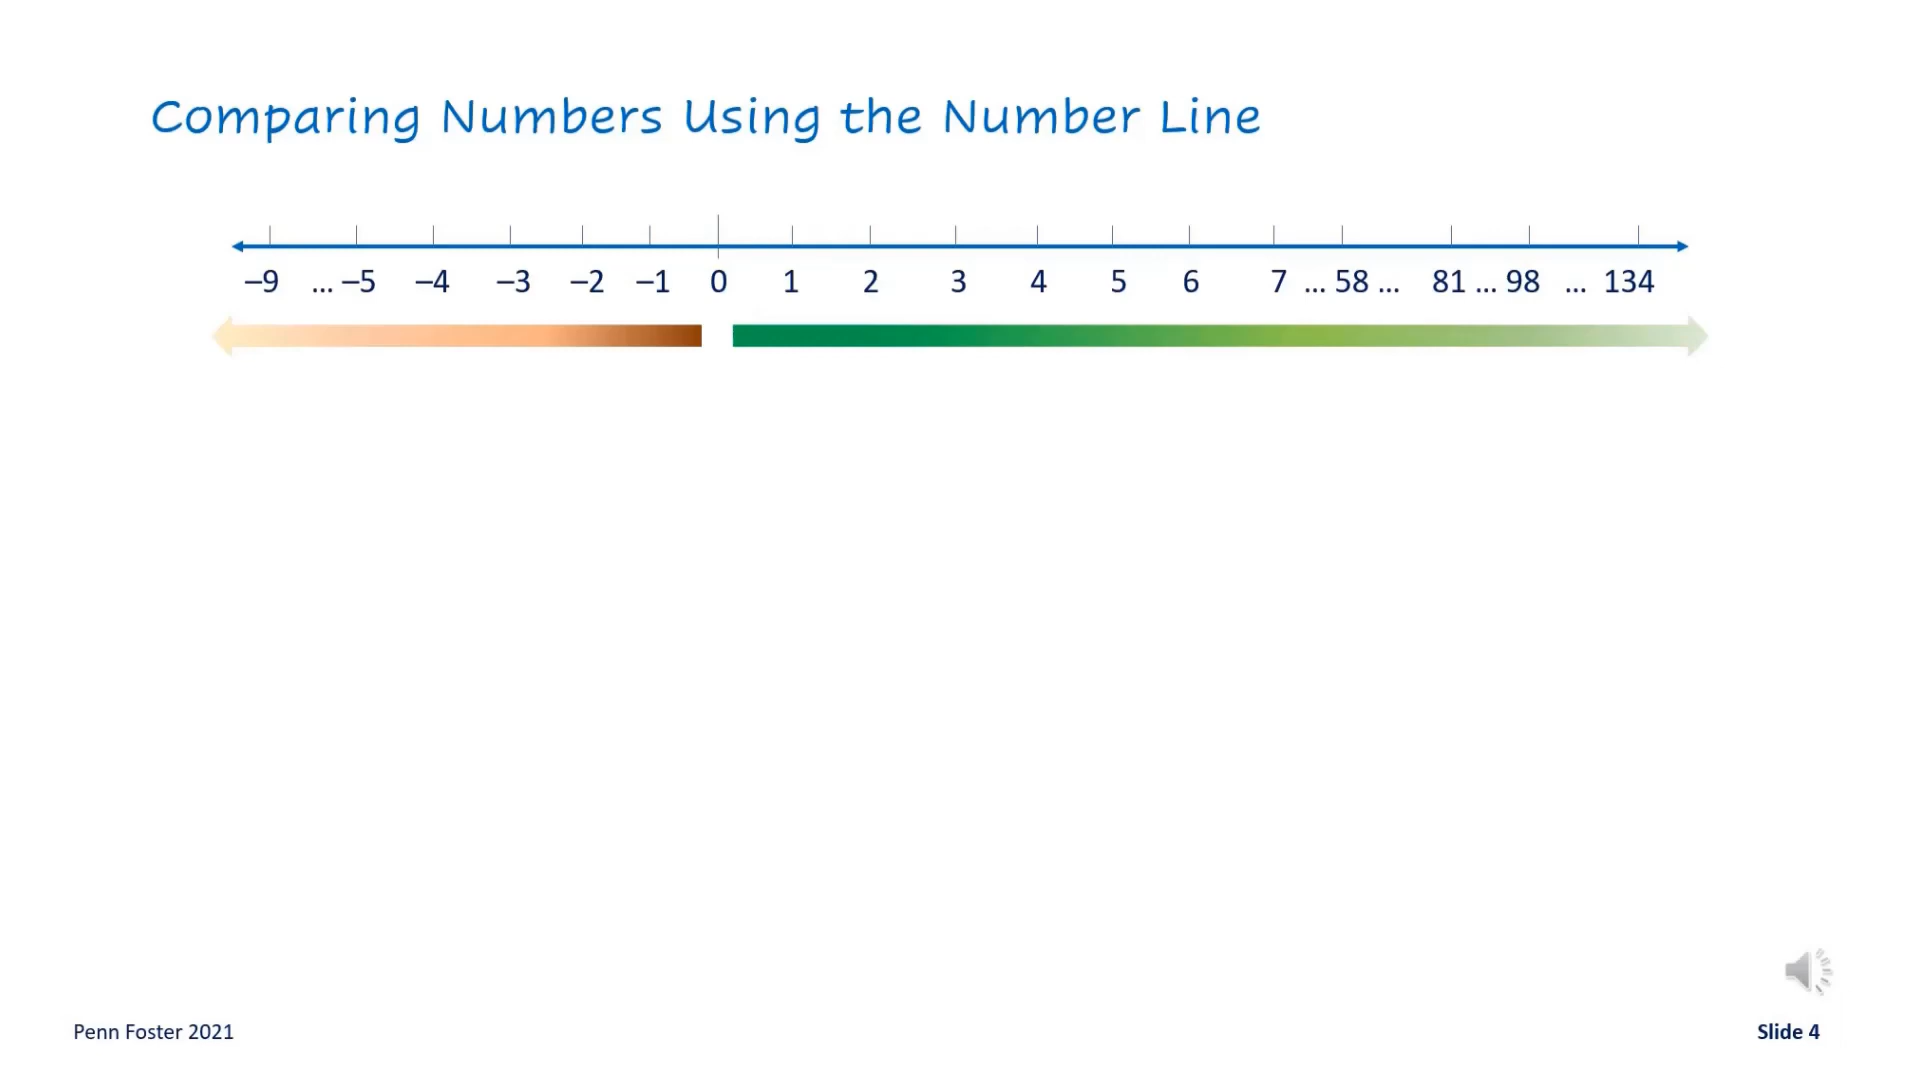 Comparing Numbers Using the Number Line
–9 ... –5 –4 –3 –2 –1 0 1 2 3 4 5 6 7 ... 58 ... 81 ... 98 ... 134
Penn Foster 2021
Slide 4